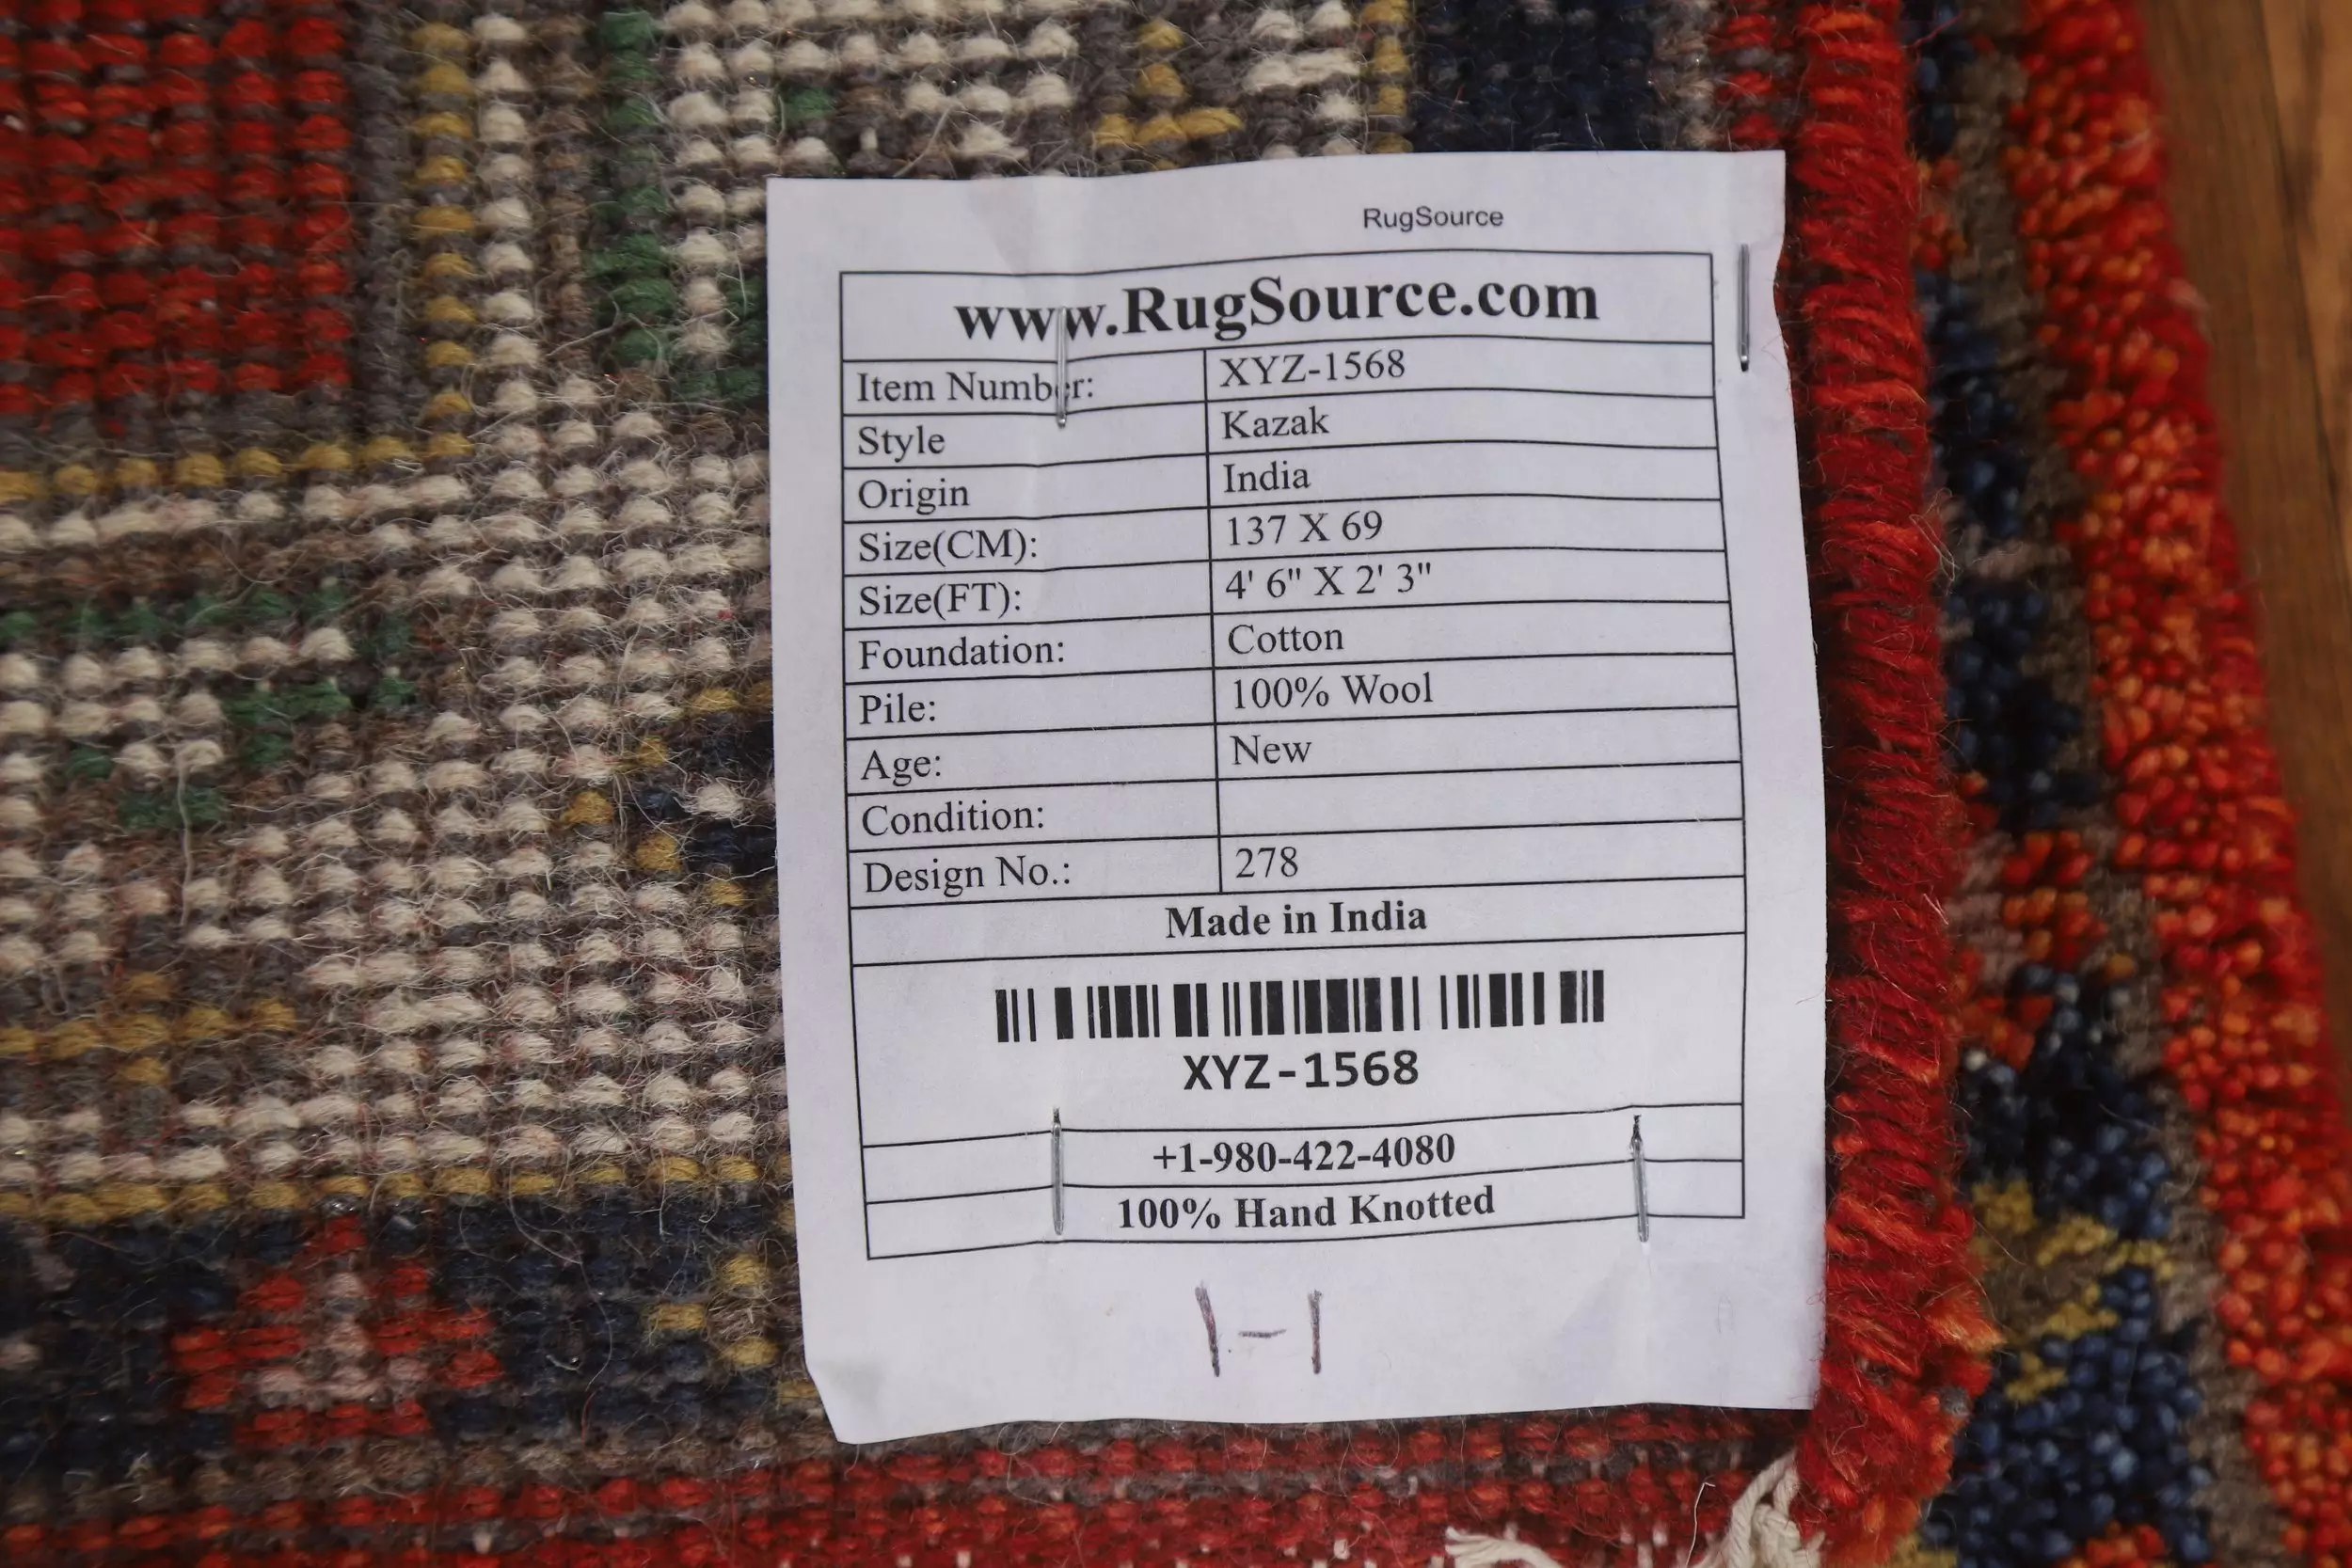 RugSource
www.RugSource.com
Item Number: XYZ-1568
Style Kazak
Origin India
Size(CM): 137 X 69
Size(FT): 4' 6" X 2' 3"
Foundation: Cotton
Pile: 100% Wool
Age: New
Condition:
Design No.: 278
Made in India
XYZ-1568
+1-980-422-4080
100% Hand Knotted
1-1